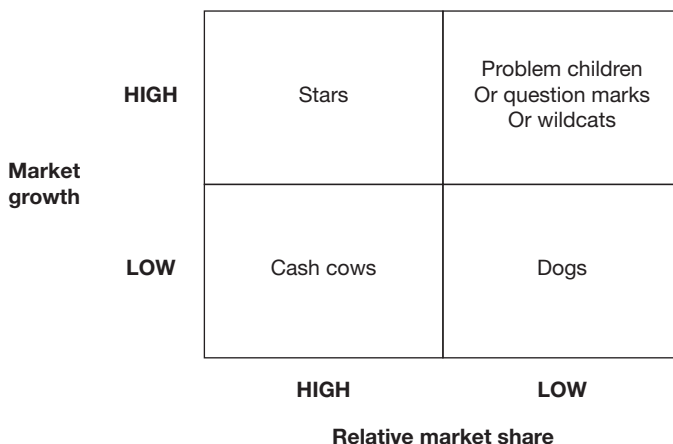 HIGH
Stars
Problem children
Or question marks
Or wildcats
Market
growth
LOW
Cash cows
Dogs
HIGH
LOW
Relative market share